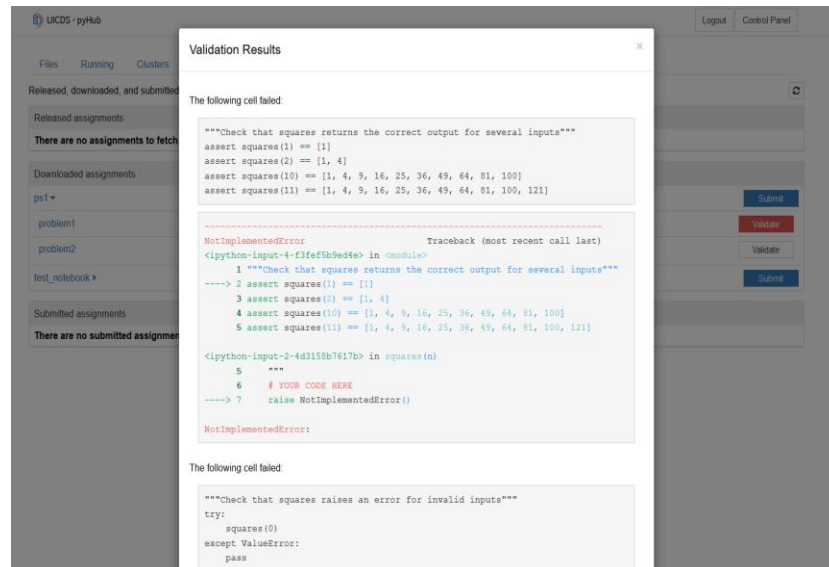 UICDS - pyHub
Logout
Control Panel
Validation Results
x
Files
Running
Clusters
Released, downloaded, and submitted
The following cell failed:
Released assignments
There are no assignments to fetch
"""Check that squares returns the correct output for several inputs"""
assert squares(1) == [1]
assert squares(2) == [1, 4]
assert squares(10) == [1, 4, 9, 16, 25, 36, 49, 64, 81, 100]
assert squares(11) == [1, 4, 9, 16, 25, 36, 49, 64, 81, 100, 121]
Downloaded assignments
ps1
Submit
problem1
Validate
problem2
Validate
test_notebook
Submit
Submitted assignments
There are no submitted assignmen
---------------------------------------------------------------------------
NotImplementedError Traceback (most recent call last)
<ipython-input-4-f3fef5b9ed4e> in <module>
1 """Check that squares returns the correct output for several inputs"""
----> 2 assert squares(1) == [1]
3 assert squares(2) == [1, 4]
4 assert squares(10) == [1, 4, 9, 16, 25, 36, 49, 64, 81, 100]
5 assert squares(11) == [1, 4, 9, 16, 25, 36, 49, 64, 81, 100, 121]
<ipython-input-2-4d3158b7617b> in squares(n)
5 """
6 # YOUR CODE HERE
----> 7 raise NotImplementedError()
NotImplementedError:
The following cell failed:
"""Check that squares raises an error for invalid inputs"""
try:
squares(0)
except ValueError:
pass